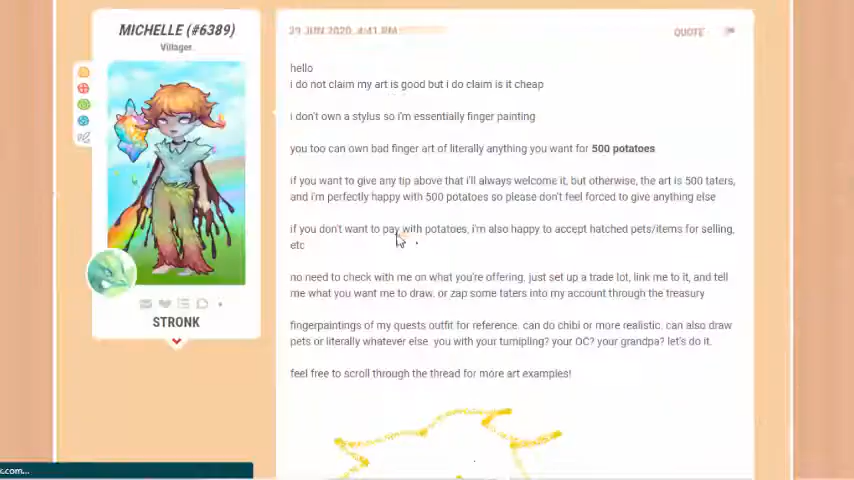 MICHELLE (#6389)
Villager
29 JUN 2020, 4:41 PM
QUOTE
hello
i do not claim my art is good but i do claim is it cheap
i don't own a stylus so i'm essentially finger painting
you too can own bad finger art of literally anything you want for 500 potatoes
if you want to give any tip above that i'll always welcome it, but otherwise, the art is 500 taters,
and i'm perfectly happy with 500 potatoes so please don't feel forced to give anything else
if you don't want to pay with potatoes, i'm also happy to accept hatched pets/items for selling,
etc
no need to check with me on what you're offering, just set up a trade lot, link me to it, and tell
me what you want me to draw, or zap some taters into my account through the treasury
fingerpaintings of my quests outfit for reference. can do chibi or more realistic. can also draw
pets or literally whatever else. you with your turnipling? your OC? your grandpa? let's do it.
feel free to scroll through the thread for more art examples!
STRONK
.com...